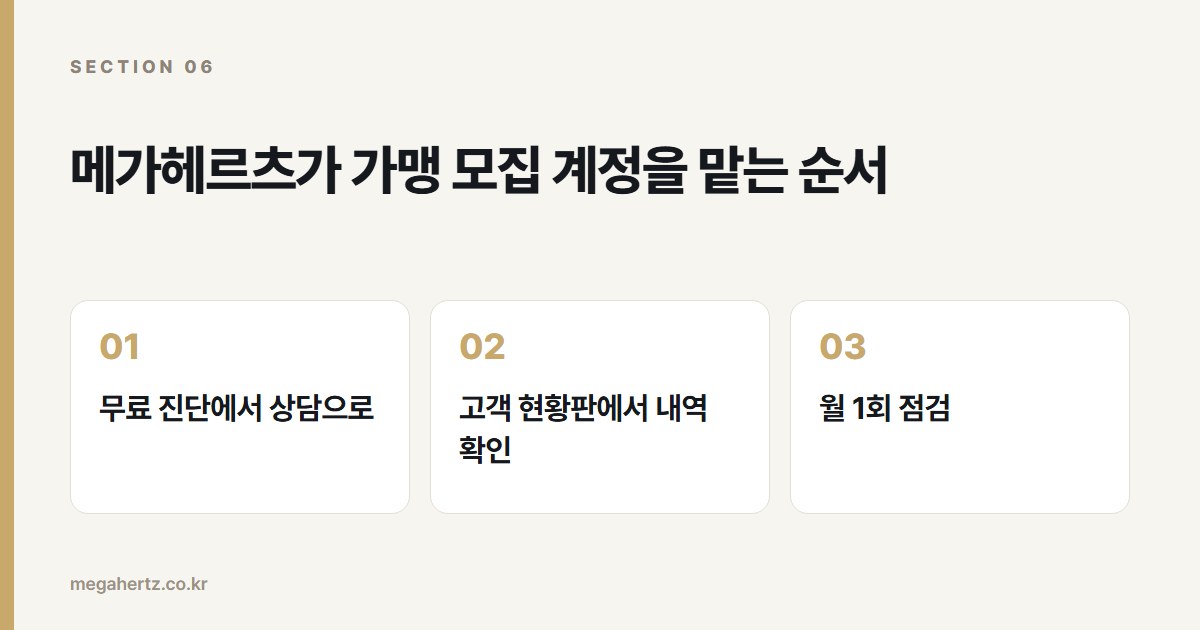 SECTION 06
메가헤르츠가 가맹 모집 계정을 맡는 순서
01
무료 진단에서 상담으로
02
고객 현황판에서 내역
확인
03
월 1회 점검
megahertz.co.kr